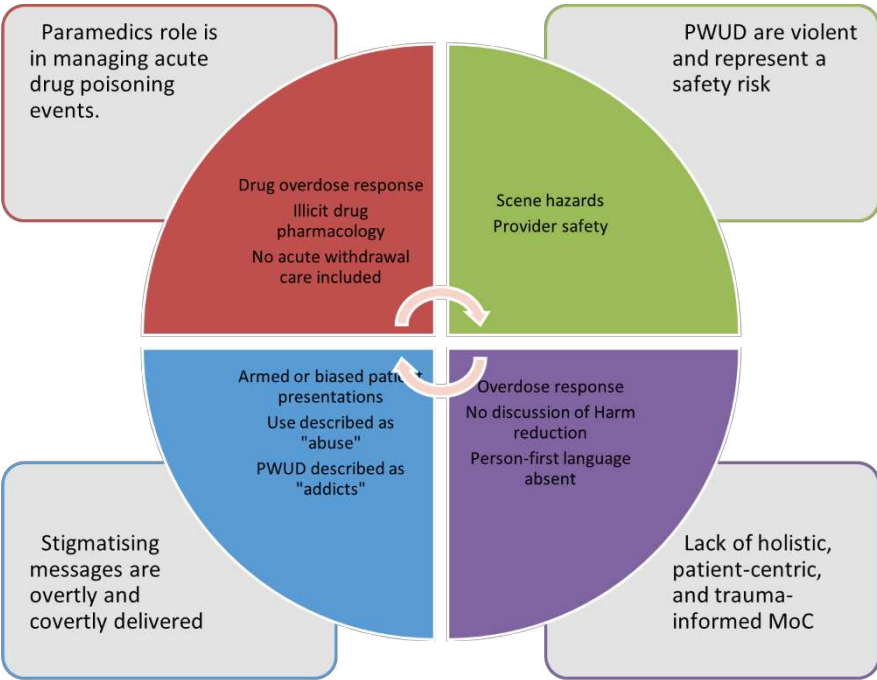 Paramedics role is
in managing acute
drug poisoning
events.
PWUD are violent
and represent a
safety risk
Drug overdose response
Illicit drug
pharmacology
No acute withdrawal
care included
Scene hazards
Provider safety
Armed or biased patient
presentations
Use described as
"abuse"
PWUD described as
"addicts"
Overdose response
No discussion of Harm
reduction
Person-first language
absent
Stigmatising
messages are
overtly and
covertly delivered
Lack of holistic,
patient-centric,
and trauma-
informed MoC